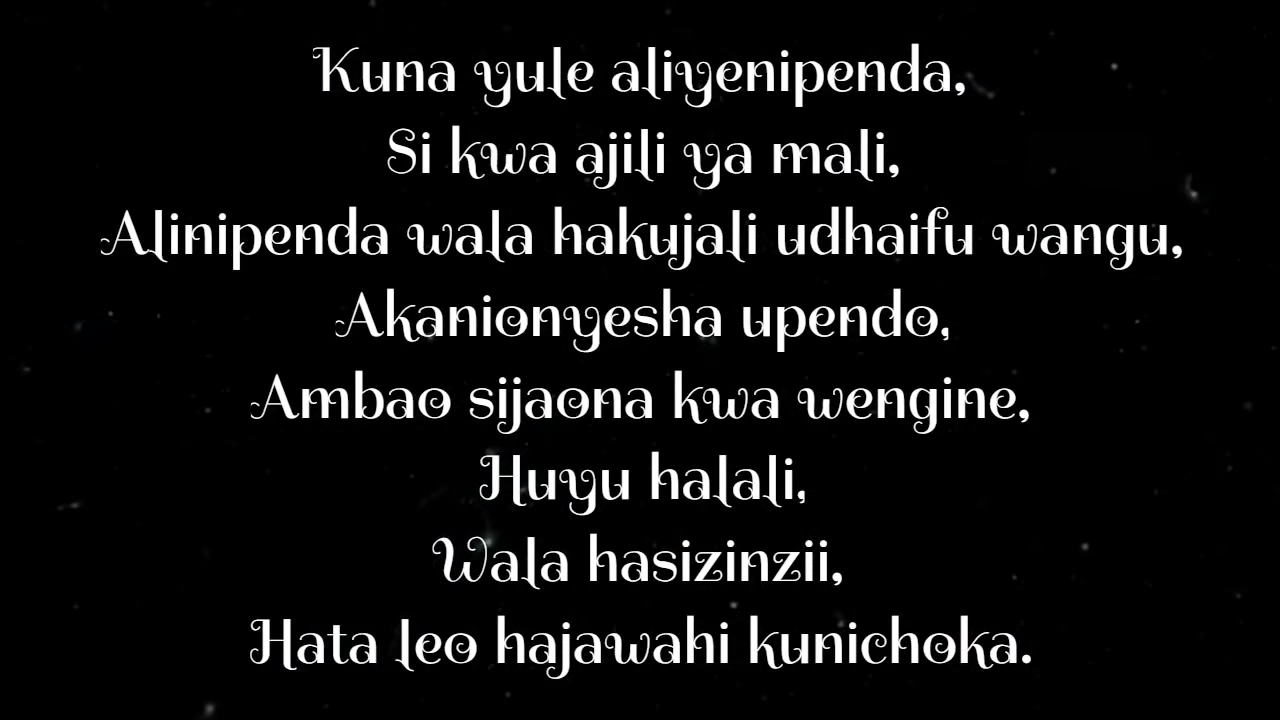 Kuna yule aliyenipenda,
Si kwa ajili ya mali,
Alinipenda wala hakujali udhaifu wangu,
Akanionyesha upendo,
Ambao sijaona kwa wengine,
Huyu halali,
Wala hasizinzii,
Hata leo hajawahi kunichoka.